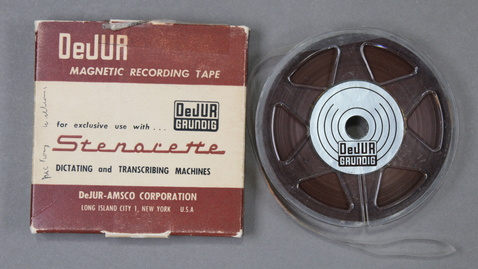 DeJUR
MAGNETIC RECORDING TAPE
DeJUR
GRUNDIG
for exclusive use with...
Stenorette
DICTATING and TRANSCRIBING MACHINES
DeJUR-AMSCO CORPORATION
LONG ISLAND CITY 1, NEW YORK U.S.A
DeJUR
GRUNDIG